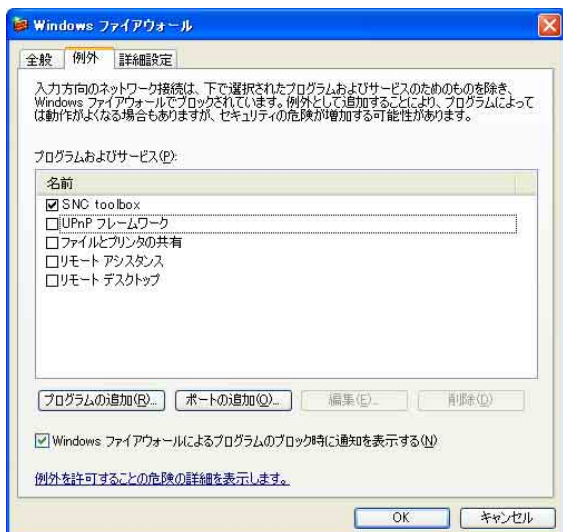 Windows ファイアウォール
全般
例外
詳細設定
入力方向のネットワーク接続は、下で選択されたプログラムおよびサービスのためのものを除き、
Windows ファイアウォールでブロックされています。例外として追加することにより、プログラムによって
は動作がよくなる場合もありますが、セキュリティの危険が増加する可能性があります。
プログラムおよびサービス(P):
名前
SNC toolbox
UPnP フレームワーク
ファイルとプリンタの共有
リモート アシスタンス
リモート デスクトップ
プログラムの追加(R)... ポートの追加(O)... 編集(E)... 削除(D)
Windows ファイアウォールによるプログラムのブロック時に通知を表示する(N)
例外を許可することの危険の詳細を表示します。
OK キャンセル